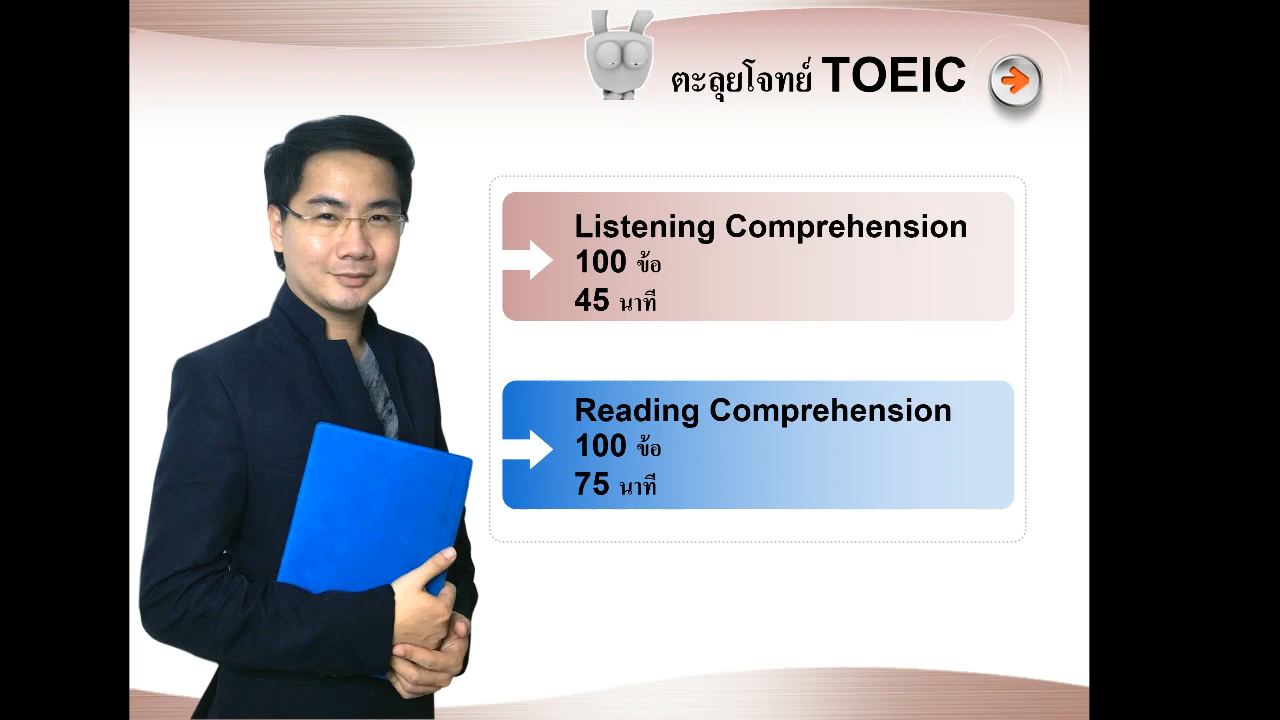 ตะลุยโจทย์ TOEIC
Listening Comprehension
100 ข้อ
45 นาที
Reading Comprehension
100 ข้อ
75 นาที